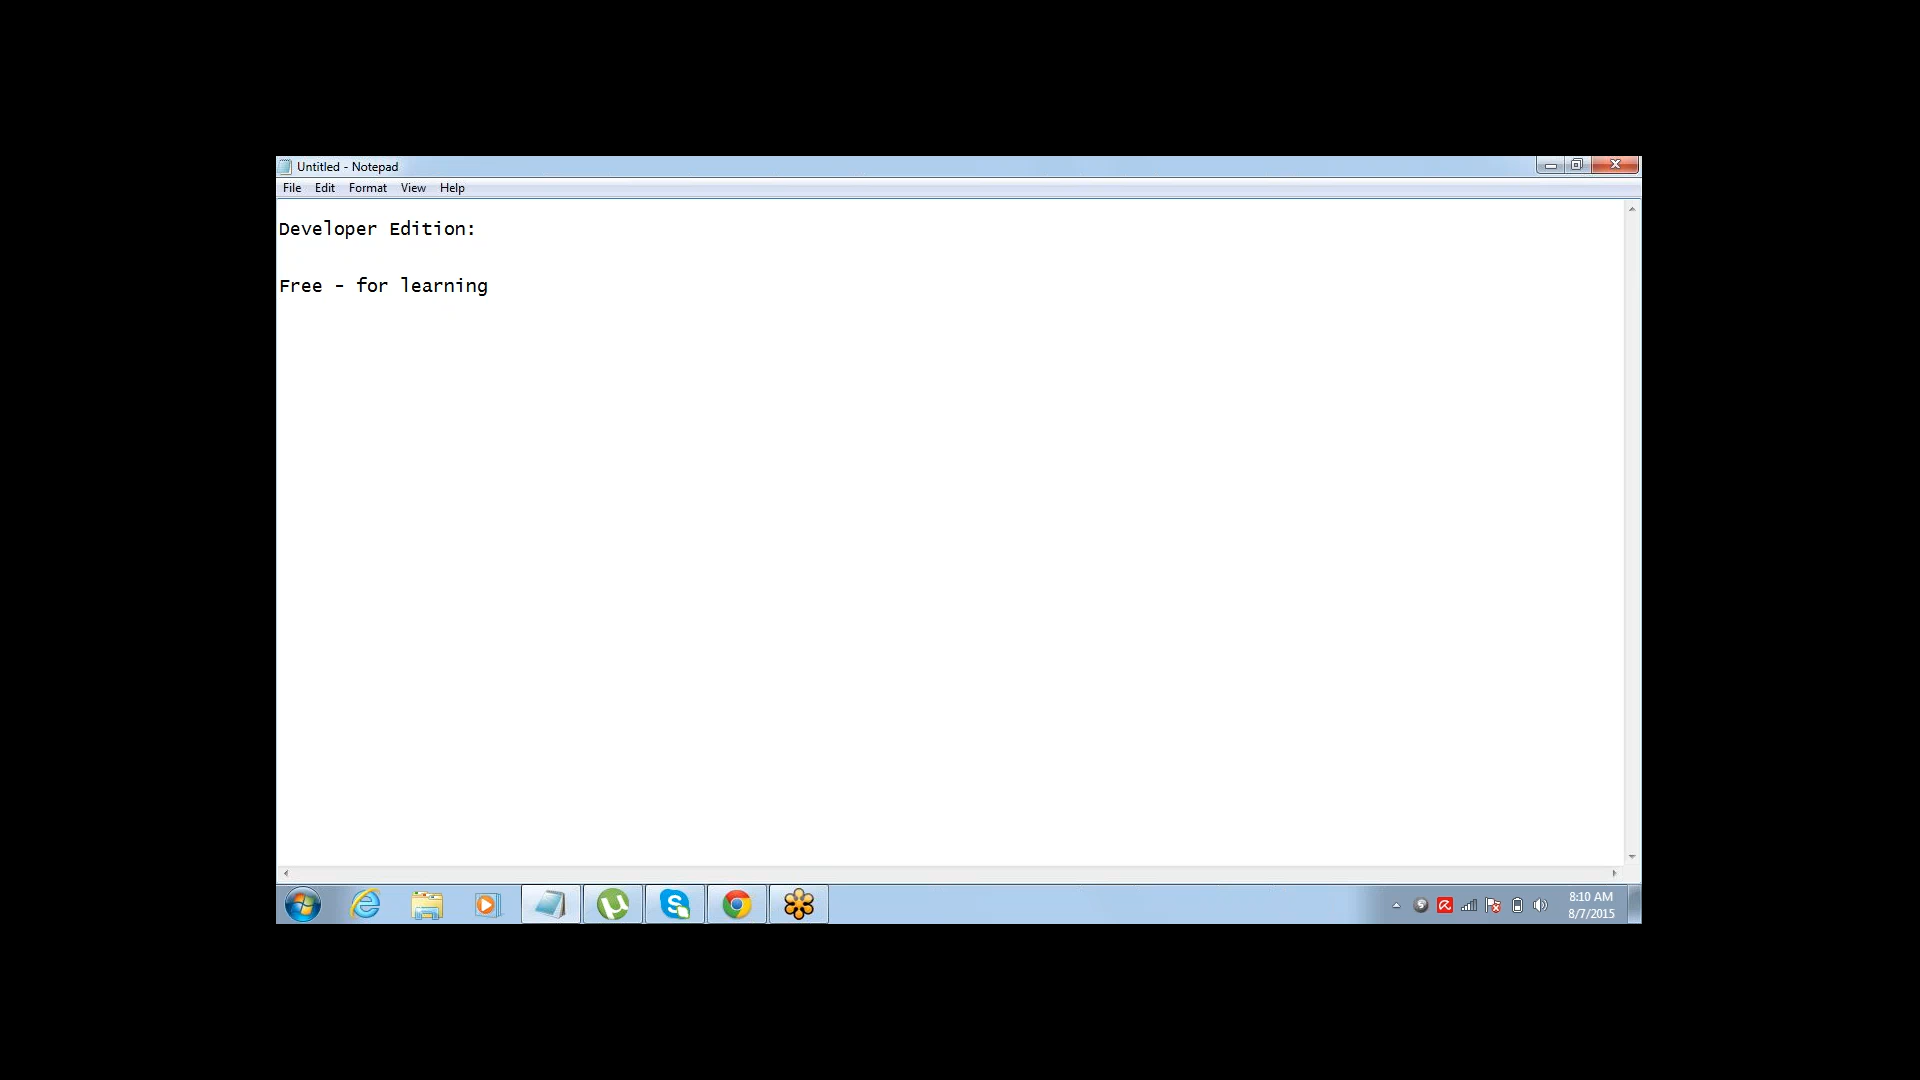 Untitled - Notepad
File Edit Format View Help
Developer Edition:
Free - for learning
8:10 AM
8/7/2015